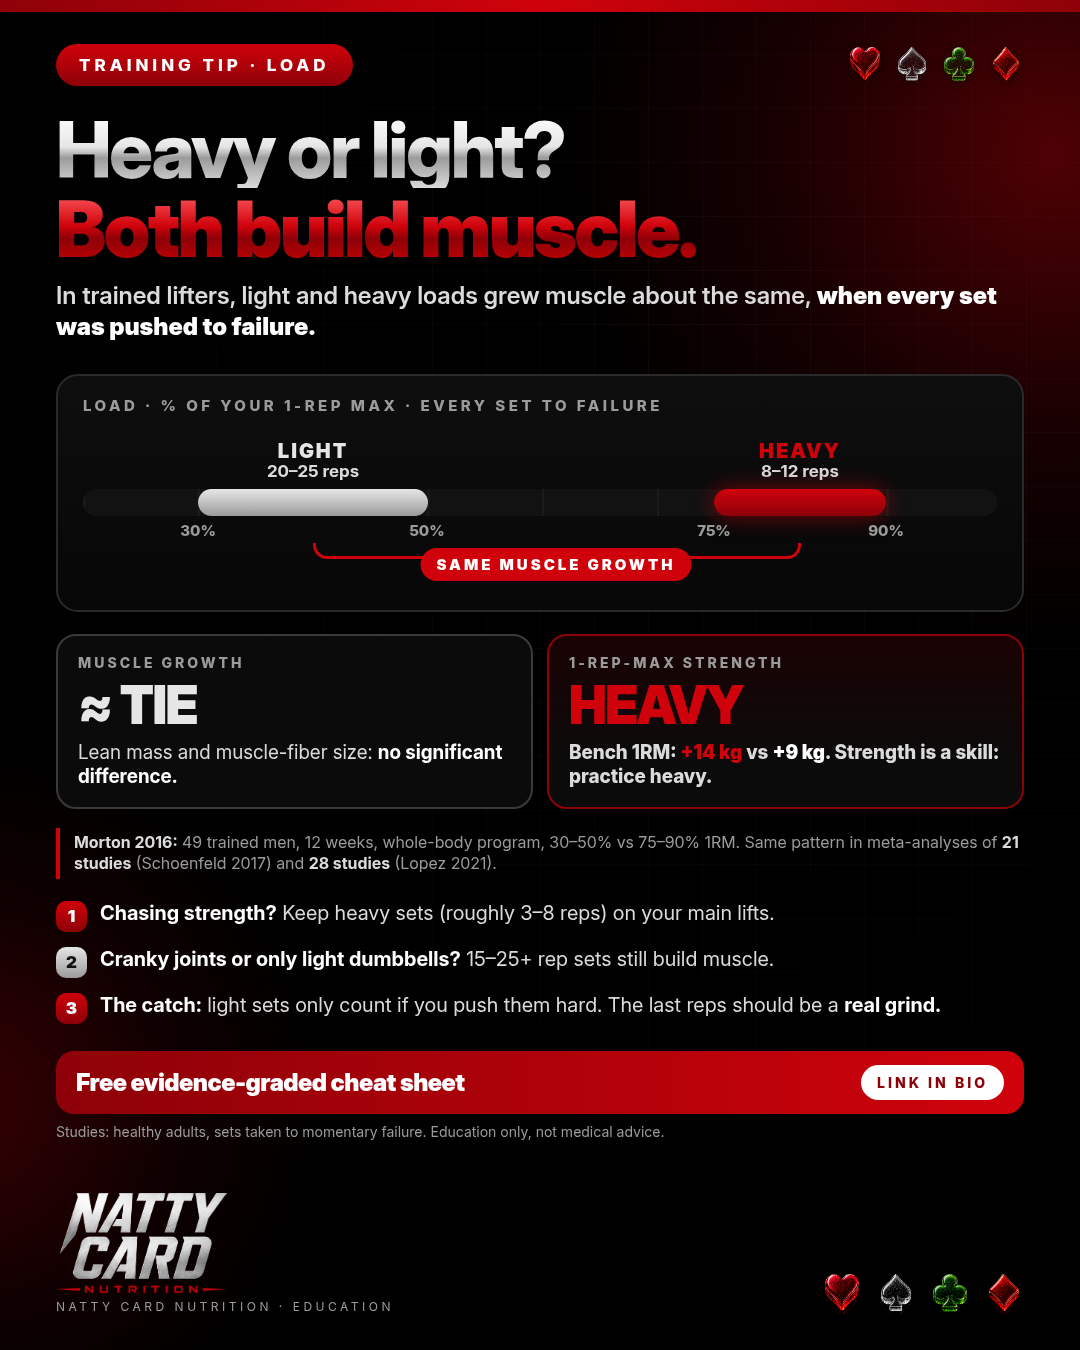 TRAINING TIP · LOAD
Heavy or light?
Both build muscle.
In trained lifters, light and heavy loads grew muscle about the same, when every set
was pushed to failure.
LOAD · % OF YOUR 1-REP MAX · EVERY SET TO FAILURE
LIGHT
20–25 reps
HEAVY
8–12 reps
30%
50%
75%
90%
SAME MUSCLE GROWTH
MUSCLE GROWTH
≈ TIE
Lean mass and muscle-fiber size: no significant
difference.
1-REP-MAX STRENGTH
HEAVY
Bench 1RM: +14 kg vs +9 kg. Strength is a skill:
practice heavy.
Morton 2016: 49 trained men, 12 weeks, whole-body program, 30–50% vs 75–90% 1RM. Same pattern in meta-analyses of 21
studies (Schoenfeld 2017) and 28 studies (Lopez 2021).
1 Chasing strength? Keep heavy sets (roughly 3–8 reps) on your main lifts.
2 Cranky joints or only light dumbbells? 15–25+ rep sets still build muscle.
3 The catch: light sets only count if you push them hard. The last reps should be a real grind.
Free evidence-graded cheat sheet
LINK IN BIO
Studies: healthy adults, sets taken to momentary failure. Education only, not medical advice.
NATTY
CARD
NUTRITION
NATTY CARD NUTRITION · EDUCATION